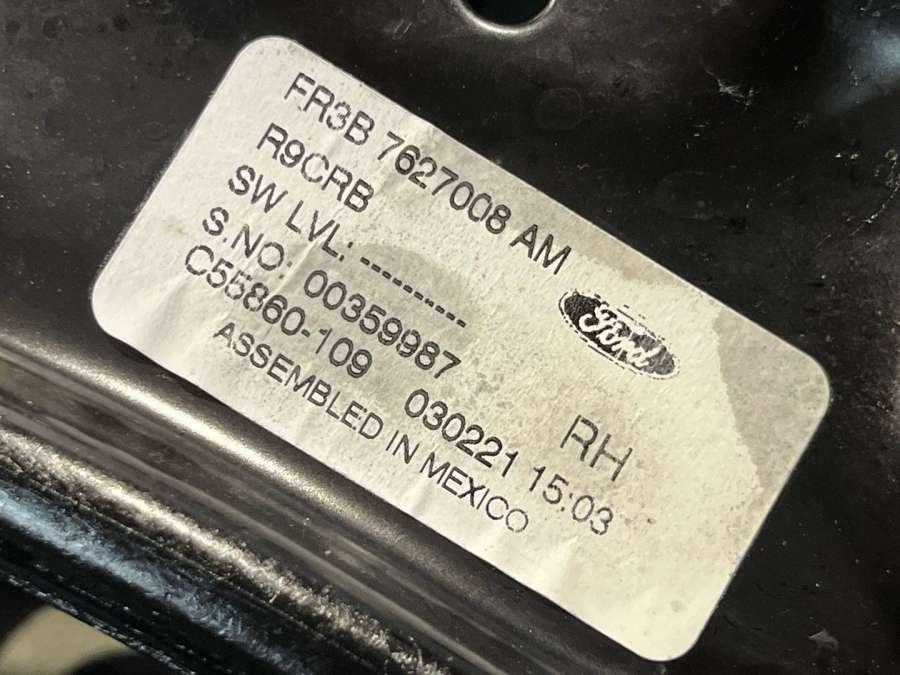 FR3B 7627008 AM
R9CRB
SW LVL: ----------
Ford
S.NO: 00359987
RH
C55860-109 030221 15:03
ASSEMBLED IN MEXICO